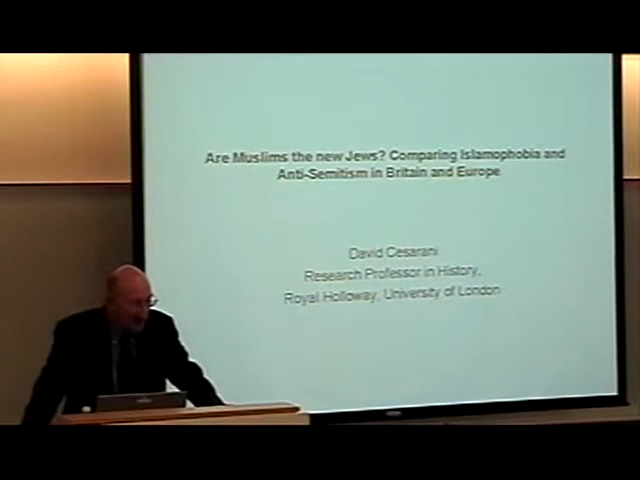 Are Muslims the new Jews? Comparing Islamophobia and
Anti-Semitism in Britain and Europe
David Cesarani
Research Professor in History,
Royal Holloway, University of London